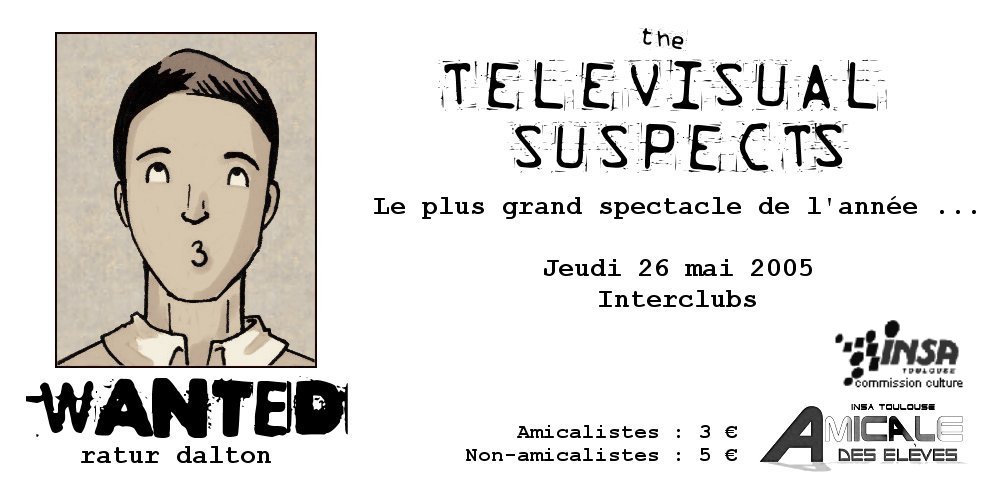 the
TELEVISUAL
SUSPECTS
Le plus grand spectacle de l'année ...
Jeudi 26 mai 2005
Interclubs
WANTED
ratur dalton
INSA
TOULOUSE
commission culture
Amicalistes : 3 €
Non-amicalistes : 5 €
INSA TOULOUSE
AMICALE
DES ELÈVES